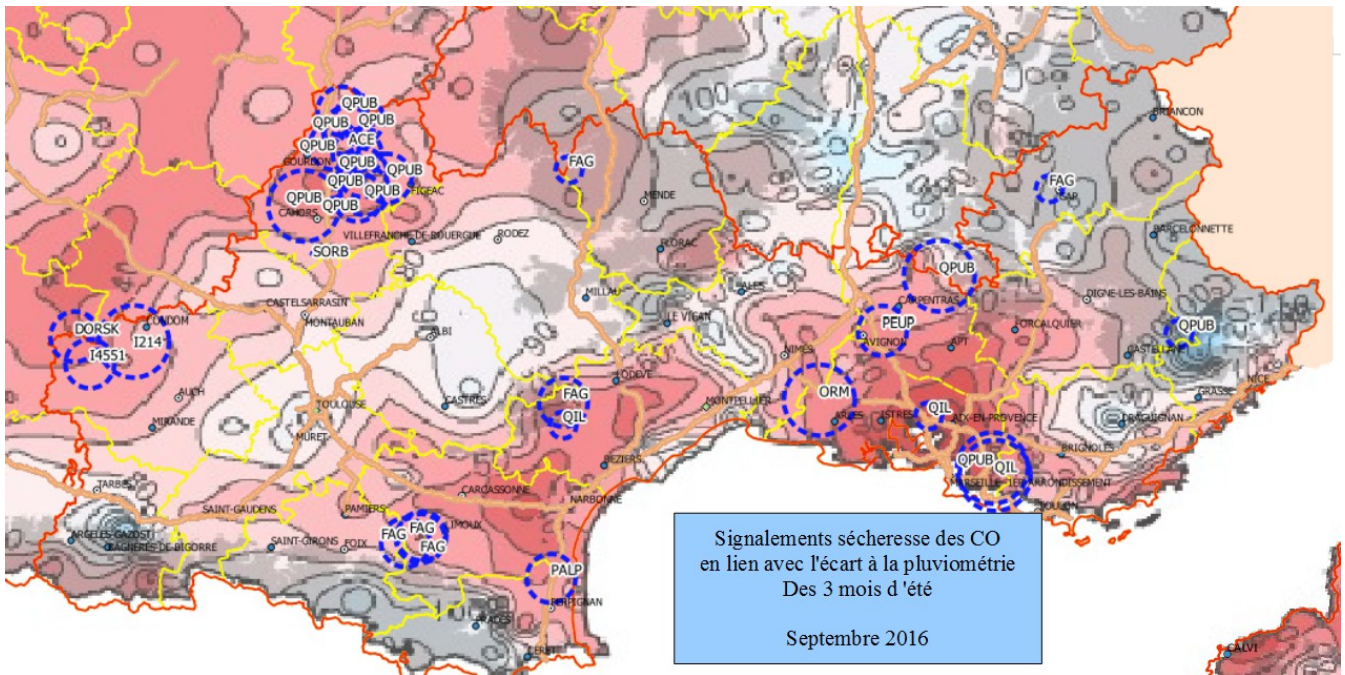 QPUB
QPUB QPUB
QPUB ACE
GOURDON QPUB
QPUB QPUB
QPUB FIGEAC
QPUB QPUB
CAHORS
SORB
VILLEFRANCHE-DE-ROUERGUE
RODEZ
FAG
MENDE
FLORAC
100
BRIANCON
FAG
GAP
BARCELONNETTE
QPUB
CARPENTRAS
DIGNE-LES-BAINS
PEUP
AVIGNON
APT
FORCALQUIER
QPUB
CASTELLANE
MILLAU
ALES
LE VIGAN
NIMES
CASTELSARRASIN
MONTAUBAN
ALBI
DORSK
CONDOM
I214
I4551
AUCH
MIRANDE
TOULOUSE
MURET
CASTRES
FAG
QIL
LODEVE
MONTPELLIER
ORM
ARLES
ISTRES
QIL
AIX-EN-PROVENCE
GRASSE
NICE
DRAGUIGNAN
BRIGNOLES
QPUB
QIL
MARSEILLE--1ER-ARRONDISSEMENT
TOULON
BEZIERS
NARBONNE
CARCASSONNE
TARBES
SAINT-GAUDENS
PAMIERS
ARGELES-GAZOST
BAGNERES-DE-BIGORRE
SAINT-GIRONS
FOIX
FAG
FAG
FAG
LIMOUX
PALP
PERPIGNAN
PRADES
CERET
CALVI
Signalements sécheresse des CO
en lien avec l'écart à la pluviométrie
Des 3 mois d 'été
Septembre 2016